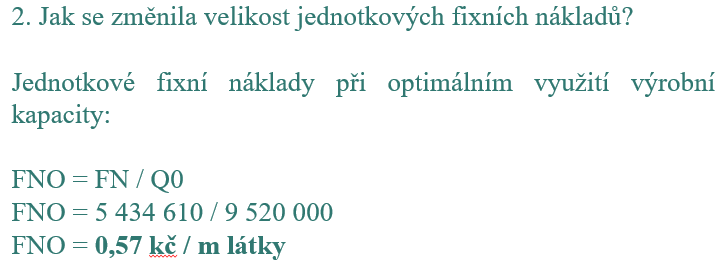 2. Jak se změnila velikost jednotkových fixních nákladů?
Jednotkové fixní náklady při optimálním využití výrobní
kapacity:
FNO = FN / Q0
FNO = 5 434 610 / 9 520 000
FNO = 0,57 kč / m látky